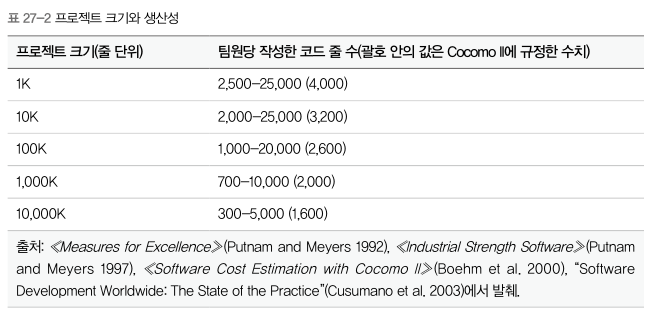 표 27-2 프로젝트 크기와 생산성
프로젝트 크기(줄 단위) 팀원당 작성한 코드 줄 수(괄호 안의 값은 Cocomo II에 규정한 수치)
1K 2,500-25,000 (4,000)
10K 2,000-25,000 (3,200)
100K 1,000-20,000 (2,600)
1,000K 700-10,000 (2,000)
10,000K 300-5,000 (1,600)
출처: 《Measures for Excellence》(Putnam and Meyers 1992), 《Industrial Strength Software》(Putnam
and Meyers 1997), 《Software Cost Estimation with Cocomo II》(Boehm et al. 2000), “Software
Development Worldwide: The State of the Practice”(Cusumano et al. 2003)에서 발췌.